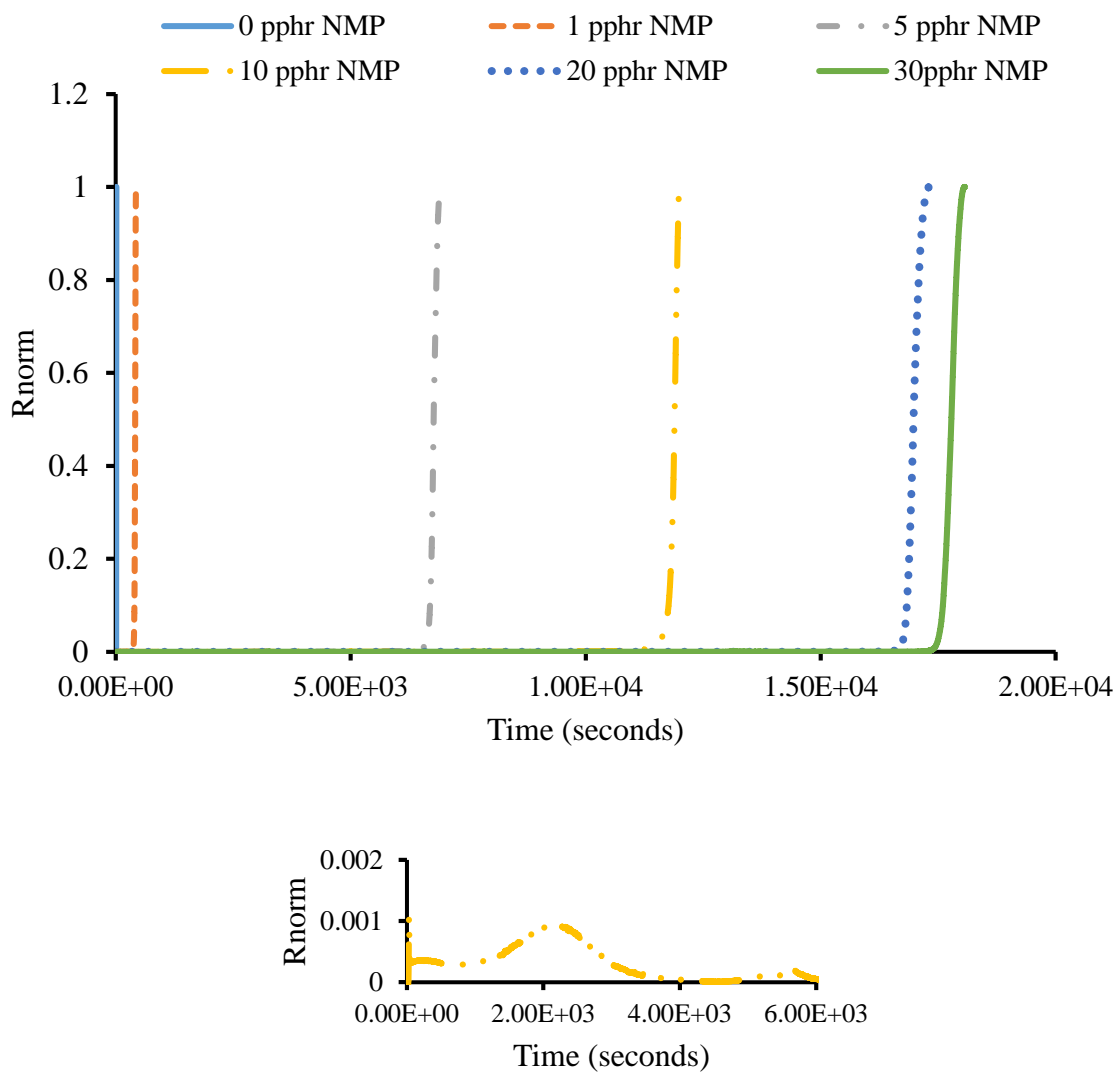 0 pphr NMP 1 pphr NMP 5 pphr NMP
10 pphr NMP 20 pphr NMP 30pphr NMP
1.2
1
0.8
0.6
0.4
0.2
0
Rnorm
0.00E+00 5.00E+03 1.00E+04 1.50E+04 2.00E+04
Time (seconds)
0.002
0.001
0
Rnorm
0.00E+00 2.00E+03 4.00E+03 6.00E+03
Time (seconds)